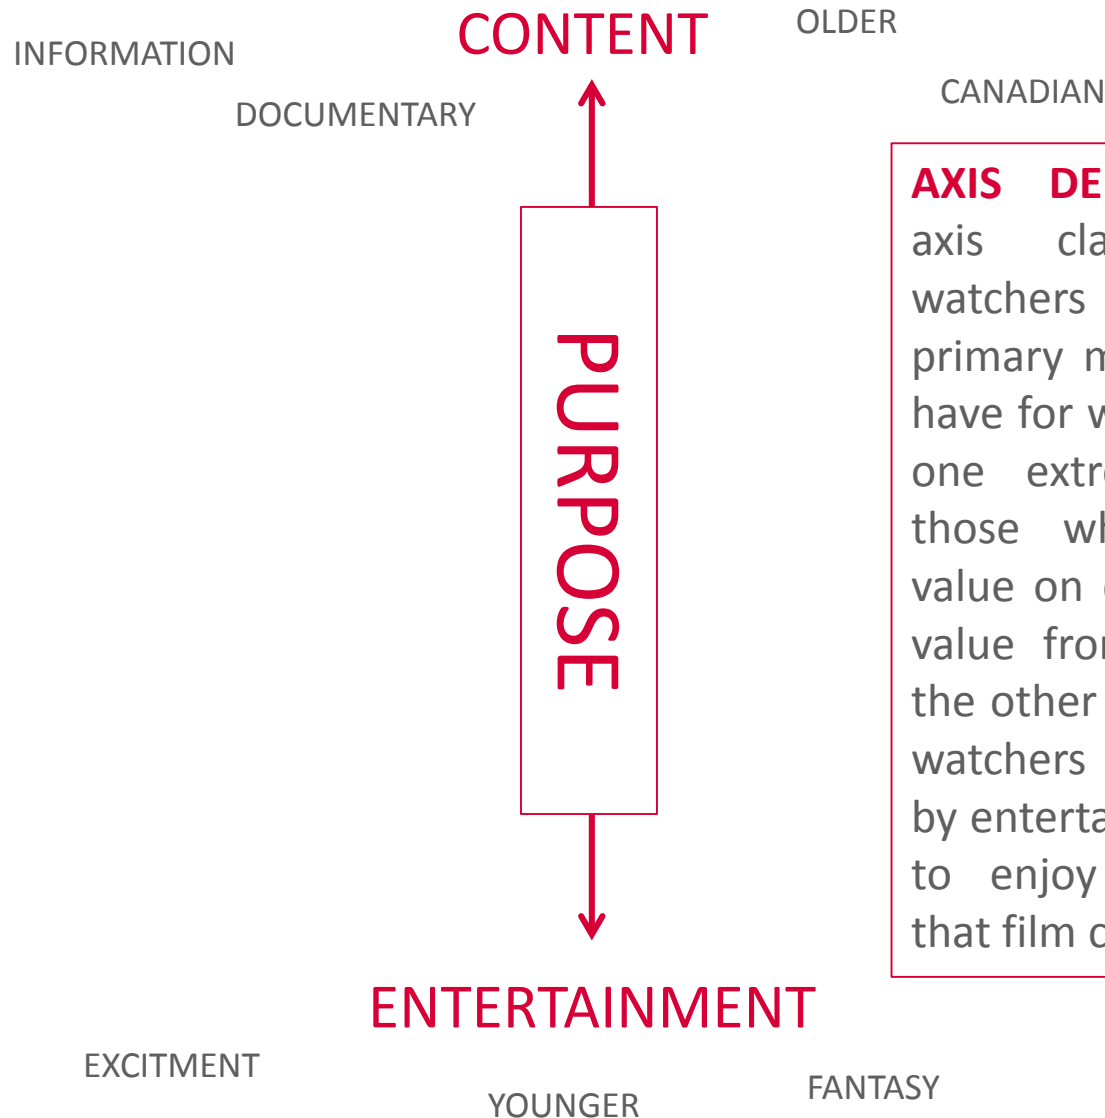 CONTENT
OLDER
INFORMATION
CANADIAN
DOCUMENTARY
AXIS DE
axis cla
watchers
primary m
have for w
one extr
those wh
value on
value fro
the other
watchers
by enterta
to enjoy
that film c
PURPOSE
ENTERTAINMENT
EXCITMENT
FANTASY
YOUNGER